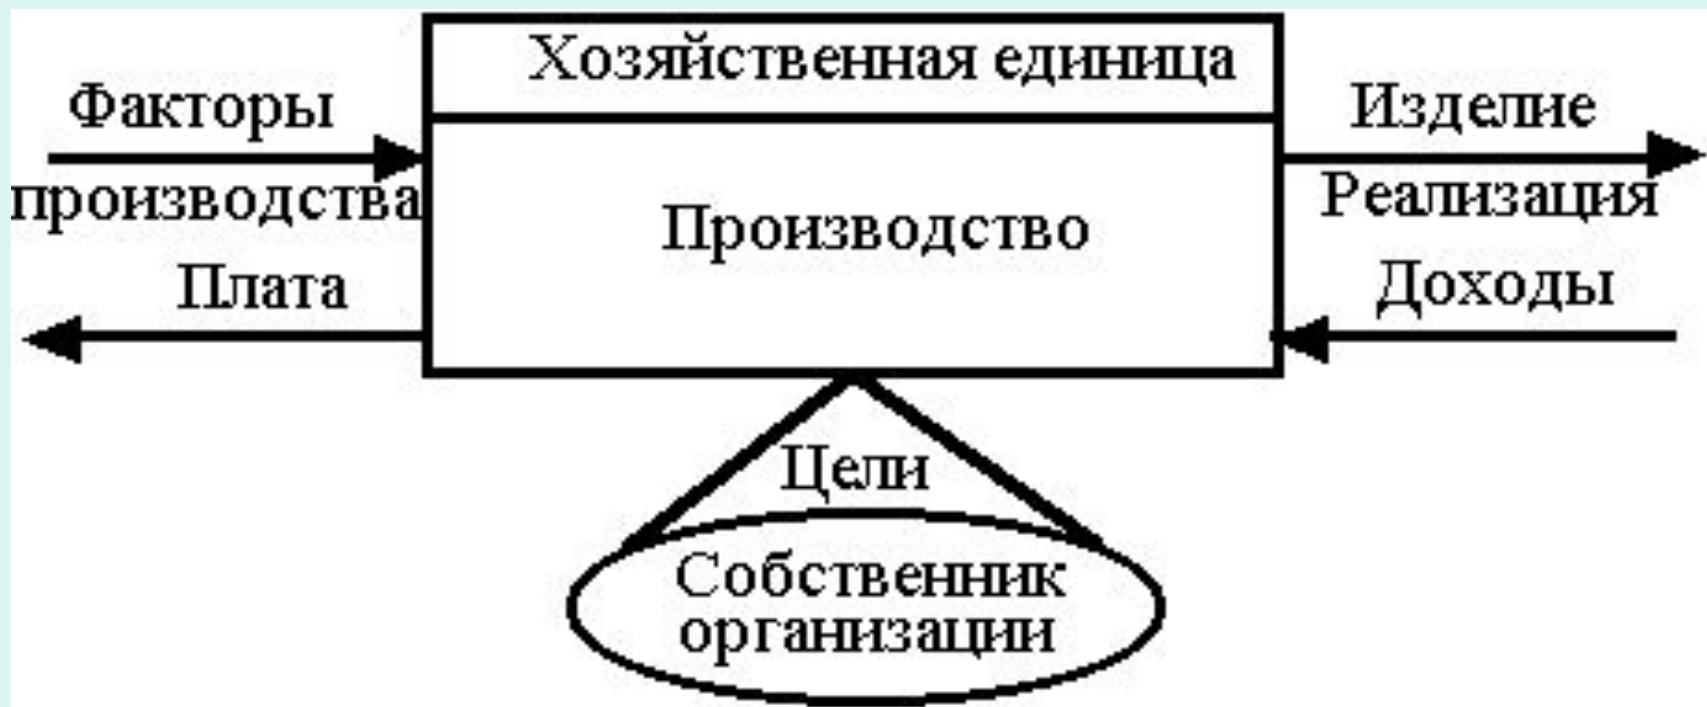 Хозяйственная единица
Факторы
производства
Плата
Производство
Изделие
Реализация
Доходы
Цели
Собственник
организации